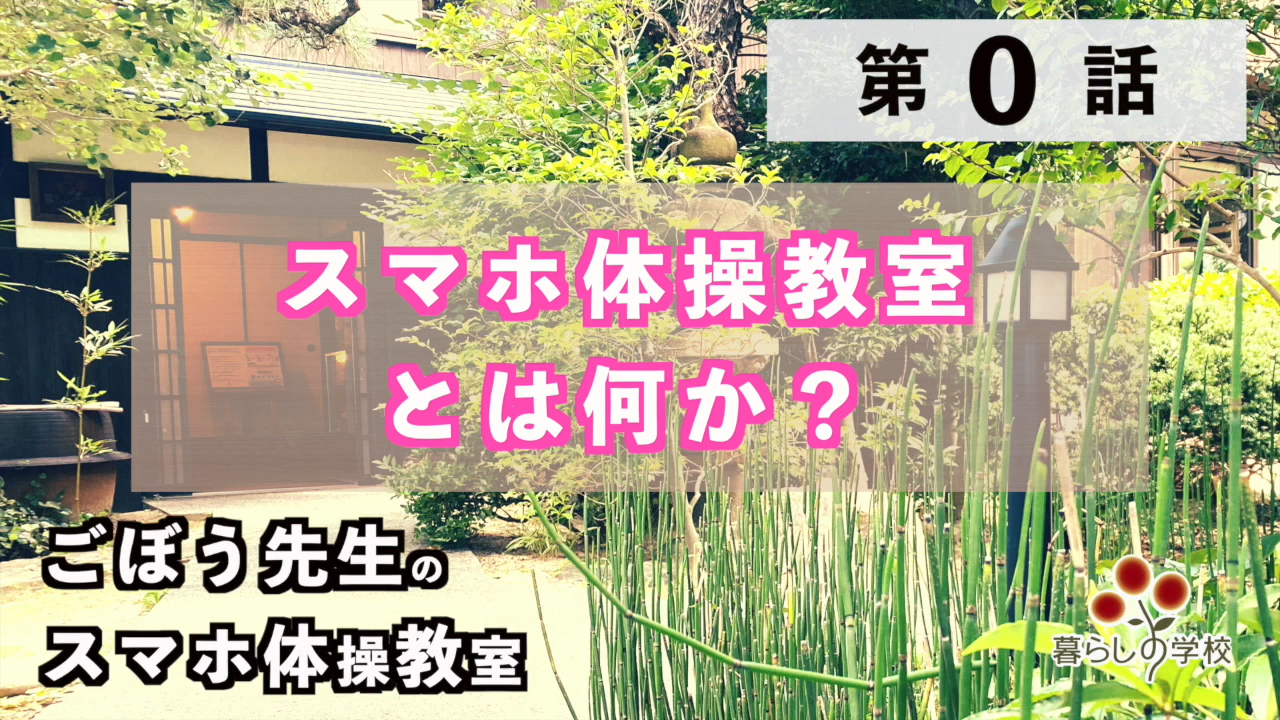 第0話
スマホ体操教室
とは何か？
ごぼう先生の
スマホ体操教室
暮らしの学校